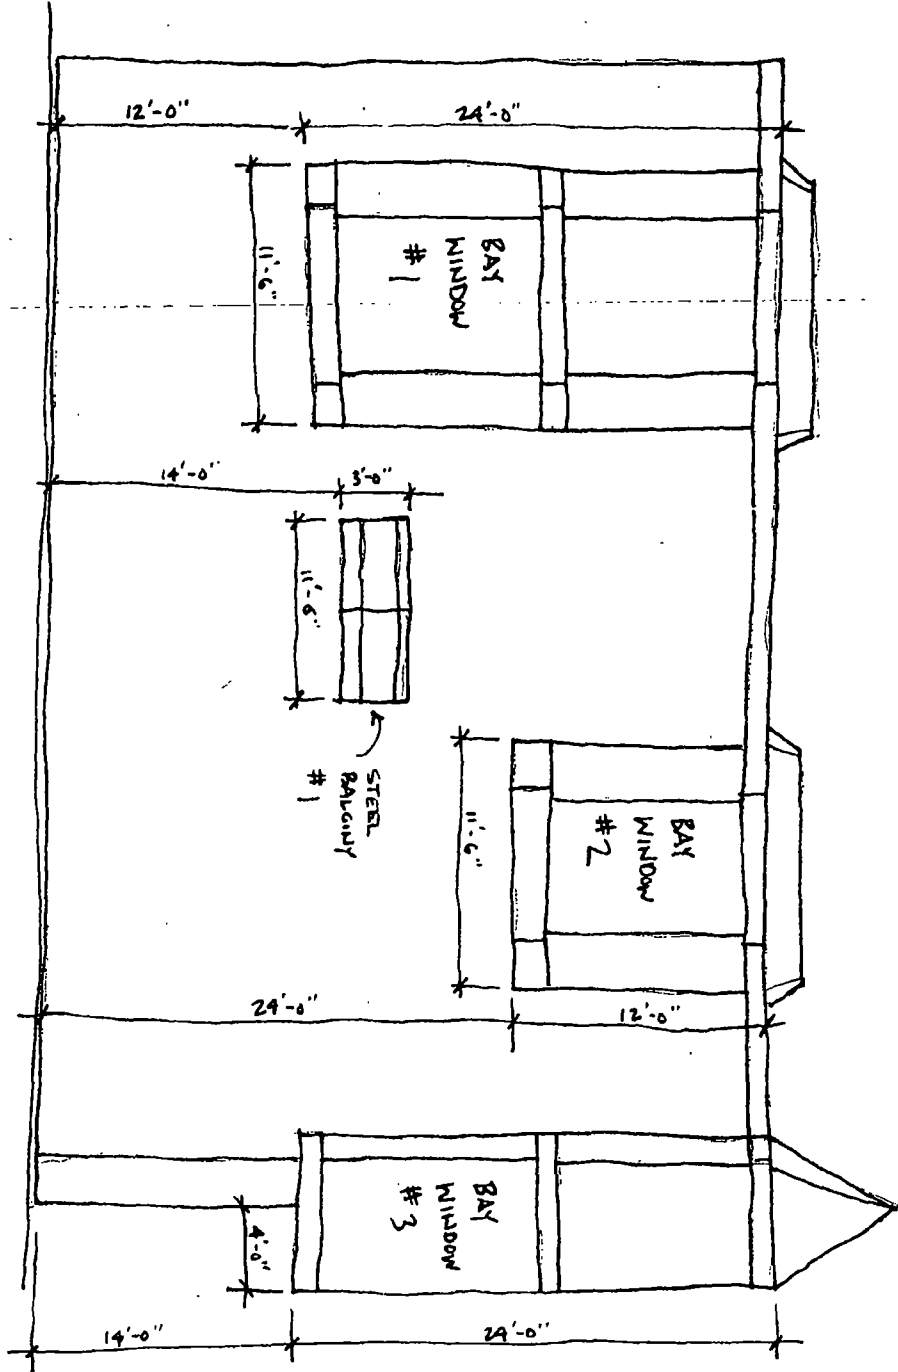 12'-0"
24'-0"
11'-6"
BAY
WINDOW
#1
14'-0"
3'-0"
11'-6"
STEEL
BALCONY
#1
11'-6"
BAY
WINDOW
#2
24'-0"
12'-0"
BAY
WINDOW
#3
4'-0"
14'-0"
24'-0"